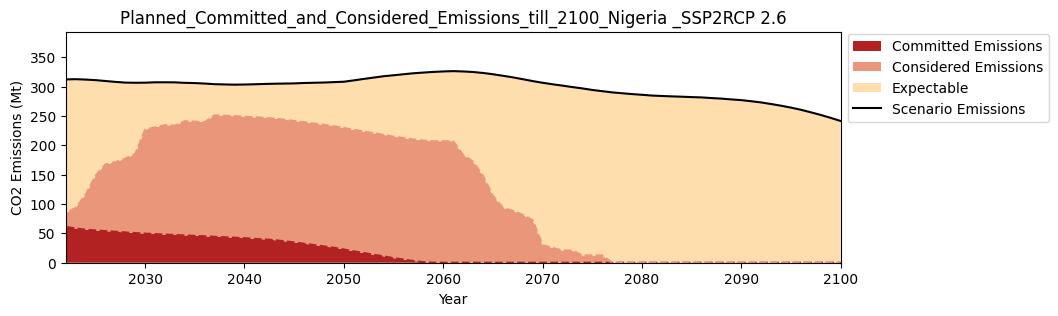 Planned_Committed_and_Considered_Emissions_till_2100_Nigeria _SSP2RCP 2.6
CO2 Emissions (Mt)
350
300
250
200
150
100
50
0
2030
2040
2050
2060
2070
2080
2090
2100
Year
Committed Emissions
Considered Emissions
Expectable
Scenario Emissions